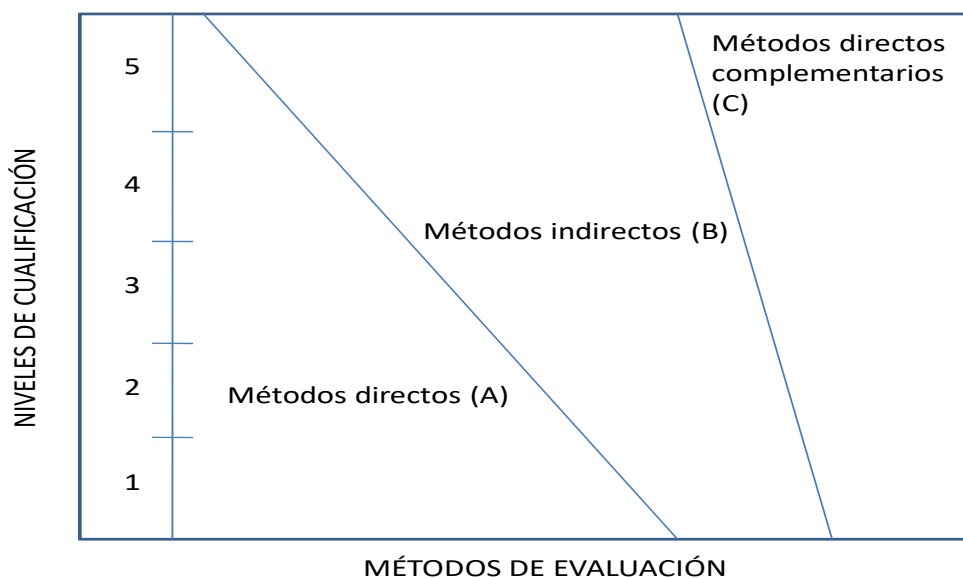 NIVELES DE CUALIFICACIÓN
5
4
3
2
1
Métodos directos
complementarios
(C)
Métodos indirectos (B)
Métodos directos (A)
MÉTODOS DE EVALUACIÓN